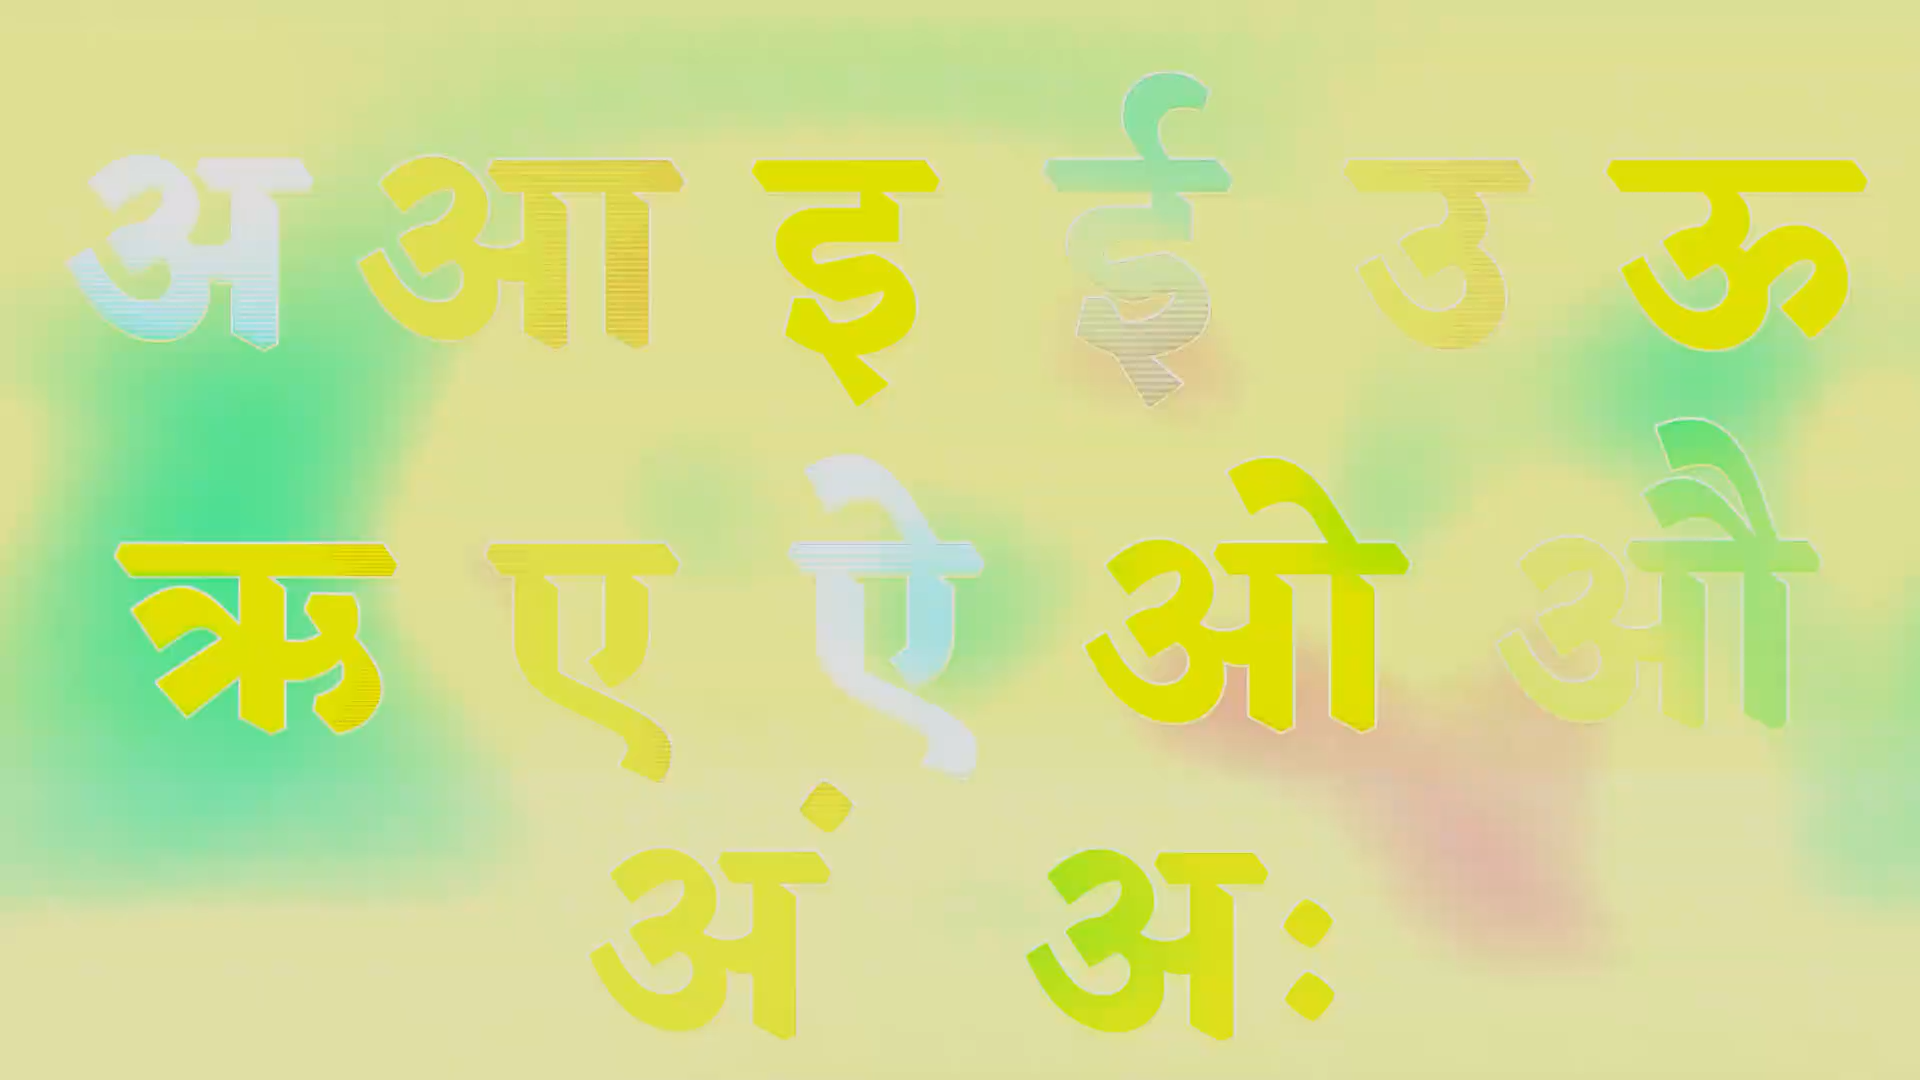 अ आ इ ई उ ऊ
ऋ ए ऐ ओ औ
अं अः